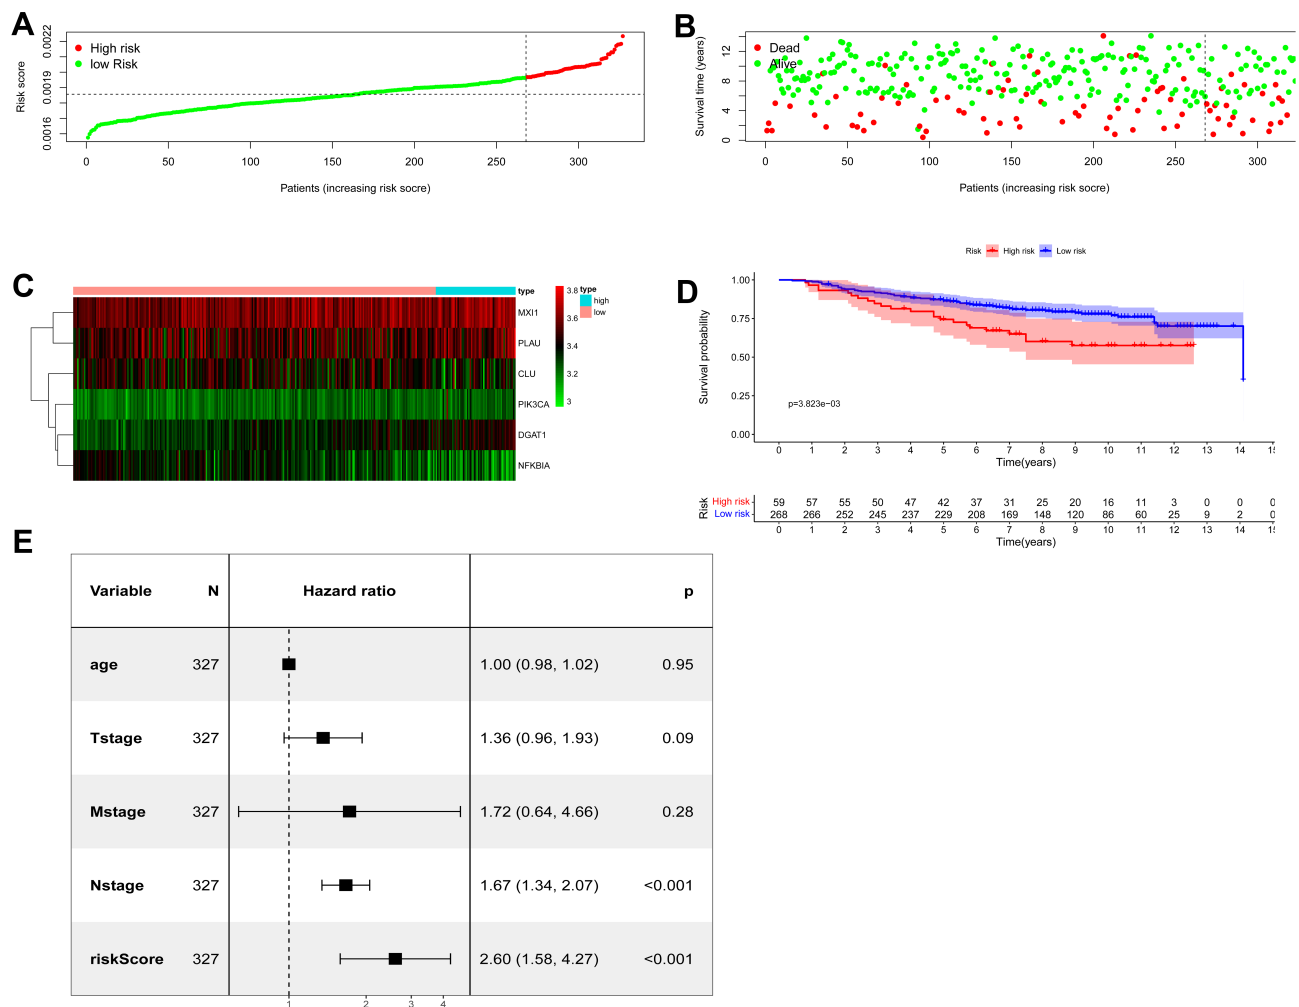 A
High risk
low Risk
Risk score
0.0016 0.0019 0.0022
0 50 100 150 200 250 300
Patients (increasing risk socre)
B
Dead
Alive
Survival time (years)
0 4 8 12
0 50 100 150 200 250 300
Patients (increasing risk socre)
C
type
MXI1
PLAU
CLU
PIK3CA
DGAT1
NFKBIA
3.8
3.6
3.4
3.2
3
type
high
low
D
Risk High risk Low risk
Survival probability
1.00
0.75
0.50
0.25
0.00
p=3.823e−03
0 1 2 3 4 5 6 7 8 9 10 11 12 13 14 15
Time(years)
Risk
High risk 59 57 55 50 47 42 37 31 25 20 16 11 3 0 0 0
Low risk 268 266 252 245 237 229 208 169 148 120 86 60 25 9 2 0
0 1 2 3 4 5 6 7 8 9 10 11 12 13 14 15
Time(years)
E
Variable N Hazard ratio p
age 327 1.00 (0.98, 1.02) 0.95
Tstage 327 1.36 (0.96, 1.93) 0.09
Mstage 327 1.72 (0.64, 4.66) 0.28
Nstage 327 1.67 (1.34, 2.07) <0.001
riskScore 327 2.60 (1.58, 4.27) <0.001
1 2 3 4